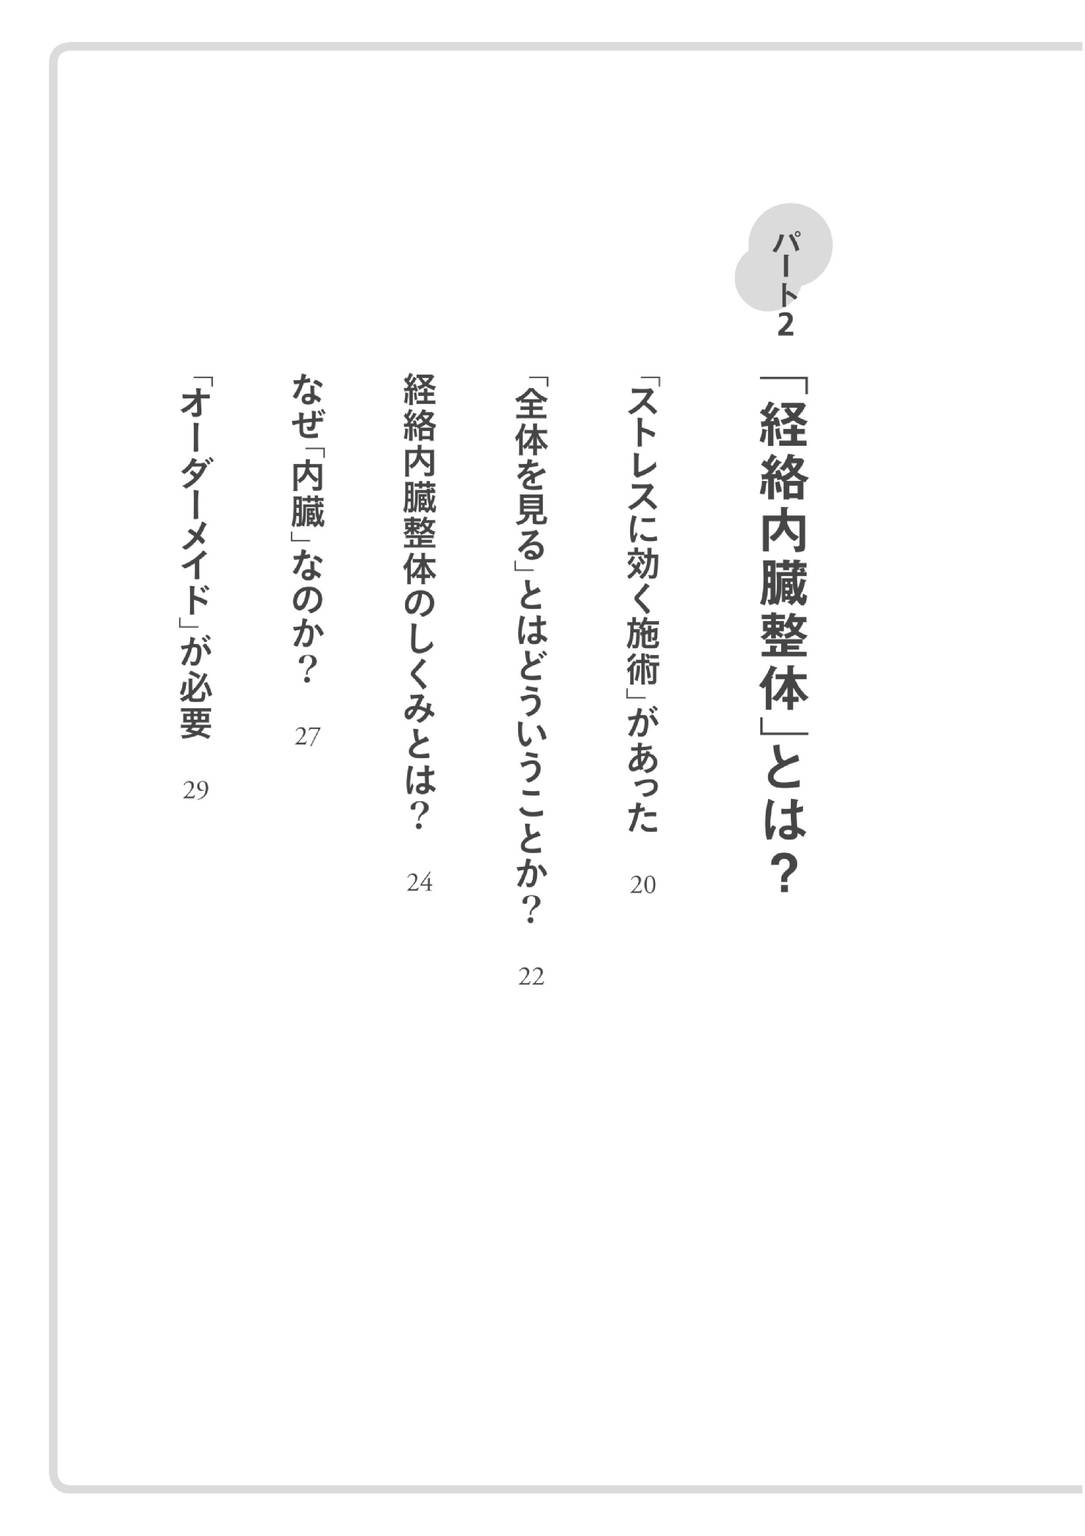 パート2
「経絡内臓整体」とは？
「ストレスに効く施術」があった 20
「全体を見る」とはどういうことか？ 22
経絡内臓整体のしくみとは？ 24
なぜ「内臓」なのか？ 27
「オーダーメイド」が必要 29